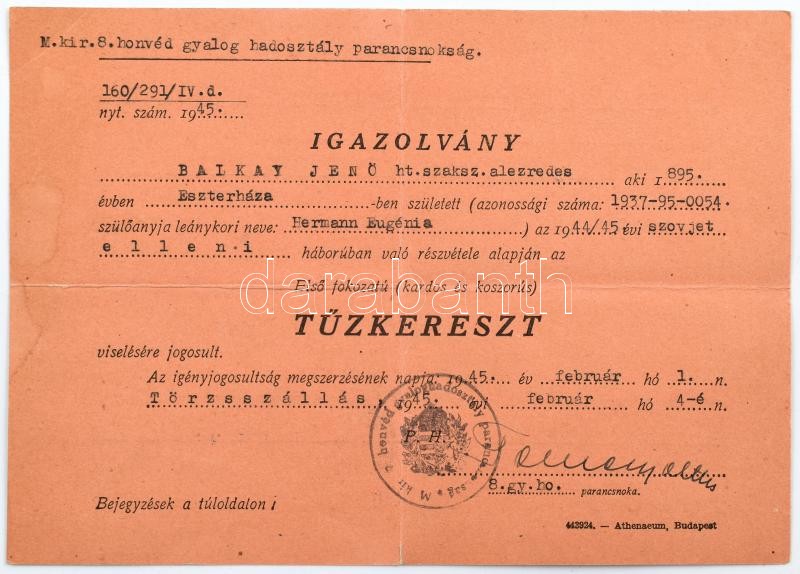 M.kir.8.honvéd gyalog hadosztály parancsnokság.
160/291/IV.d.
nyt. szám. 1945.
IGAZOLVÁNY
BALKAY JENŐ ht.szaksz.alezredes aki 1895.
évben Eszterháza -ben született (azonossági száma: 1937-95-0054.
szülőanyja leánykori neve: Hermann Eugénia ) az 1944/45 évi szovjet
elleni háborúban való részvétele alapján az
darabanth
Első fokozatú (kardos és koszorús)
TŰZKERESZT
viselésére jogosult.
Az igényjogosultság megszerzésének napja: 1945. év február hó 1. n.
Törzsszállás, 1945. évi február hó 4-é n.
P. H.
8.gy.ho. parancsnoka.
Bejegyzések a túloldalon!
443924. — Athenaeum, Budapest